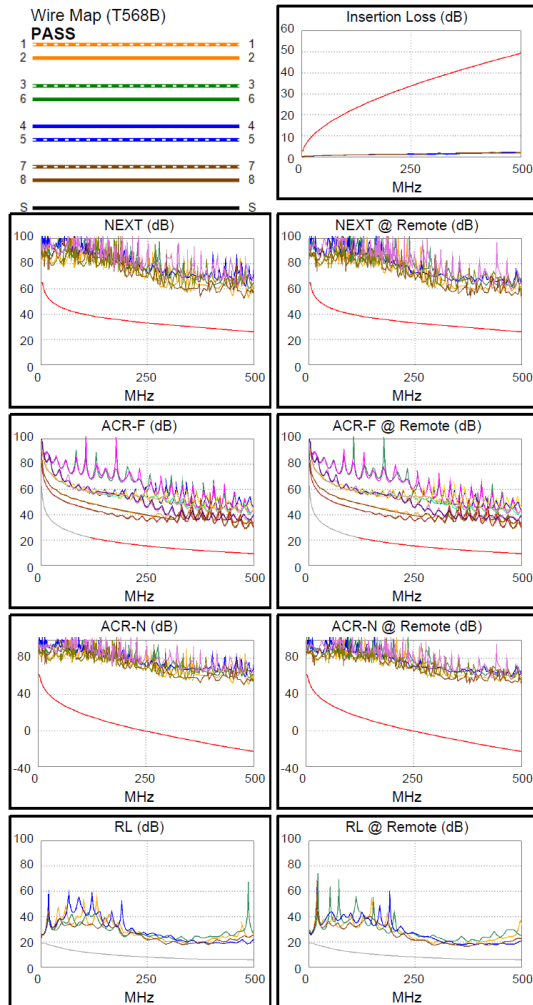 Wire Map (T568B)
PASS
1 1
2 2
3 3
6 6
4 4
5 5
7 7
8 8
S S
Insertion Loss (dB)
60
50
40
30
20
10
0
0 250 500
MHz
NEXT (dB)
100
80
60
40
20
0
0 250 500
MHz
NEXT @ Remote (dB)
100
80
60
40
20
0
0 250 500
MHz
ACR-F (dB)
100
80
60
40
20
0
0 250 500
MHz
ACR-F @ Remote (dB)
100
80
60
40
20
0
0 250 500
MHz
ACR-N (dB)
80
40
0
-40
0 250 500
MHz
ACR-N @ Remote (dB)
80
40
0
-40
0 250 500
MHz
RL (dB)
100
80
60
40
20
0
0 250 500
MHz
RL @ Remote (dB)
100
80
60
40
20
0
0 250 500
MHz